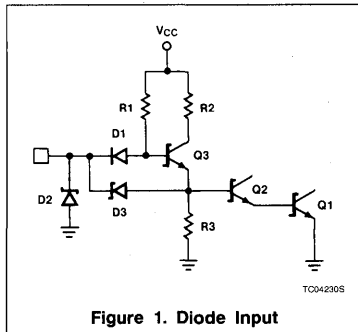 VCC
R1
R2
D1
Q3
D2
D3
Q2
Q1
R3
TC04230S
Figure 1. Diode Input